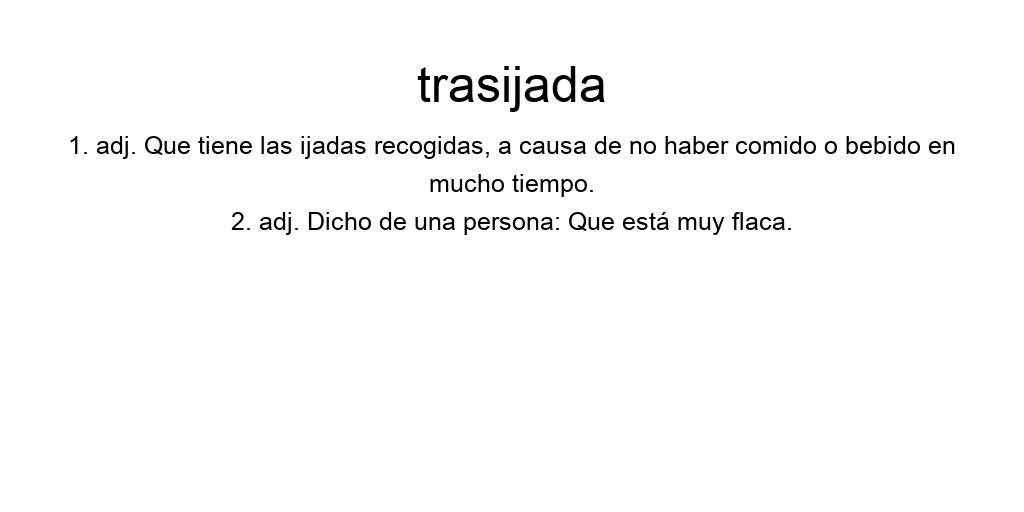 trasijada
1. adj. Que tiene las ijadas recogidas, a causa de no haber comido o bebido en
mucho tiempo.
2. adj. Dicho de una persona: Que está muy flaca.